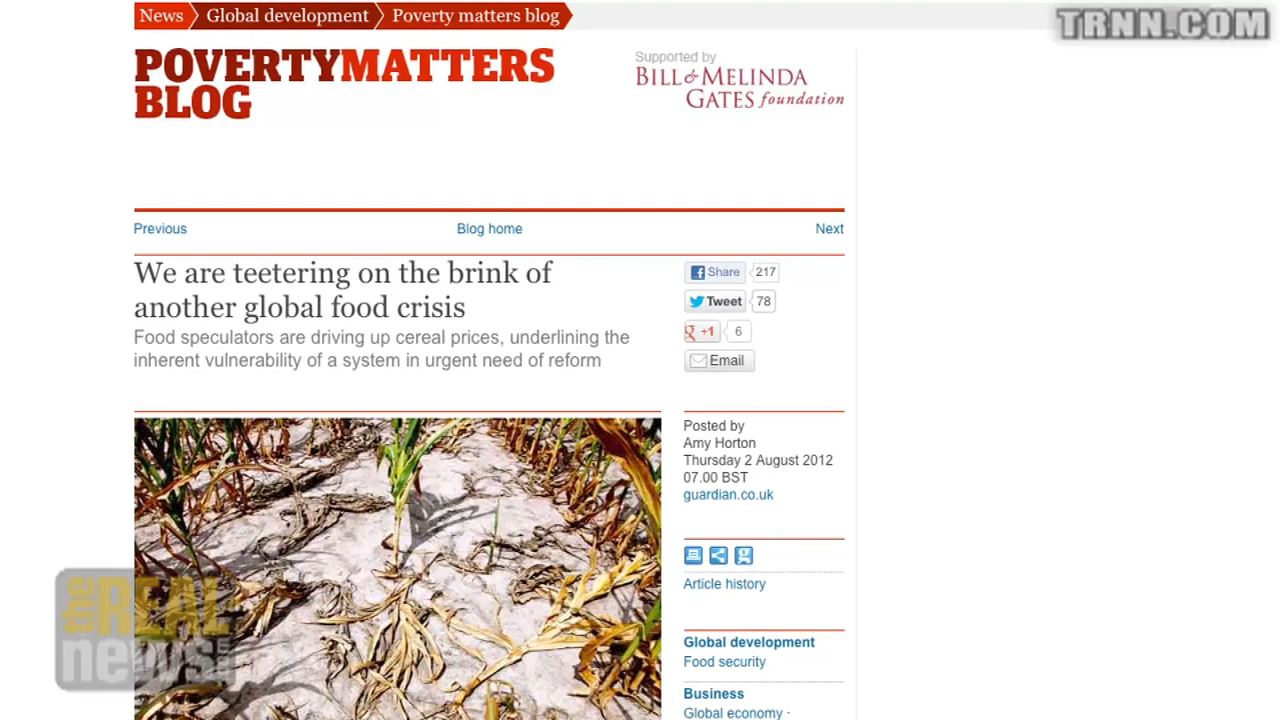 News Global development Poverty matters blog
TRNN.COM
POVERTYMATTERS
BLOG
Supported by
BILL & MELINDA
GATES foundation
Previous Blog home Next
We are teetering on the brink of
another global food crisis
Food speculators are driving up cereal prices, underlining the
inherent vulnerability of a system in urgent need of reform
Share 217
Tweet 78
+1 6
Email
Posted by
Amy Horton
Thursday 2 August 2012
07.00 BST
guardian.co.uk
Article history
Global development
Food security
Business
Global economy ·
the REAL
news.com